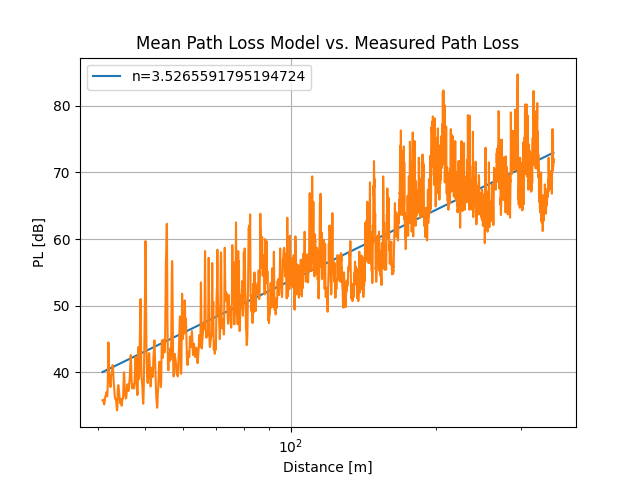 Mean Path Loss Model vs. Measured Path Loss
n=3.5265591795194724
80
70
60
50
40
PL [dB]
10²
Distance [m]